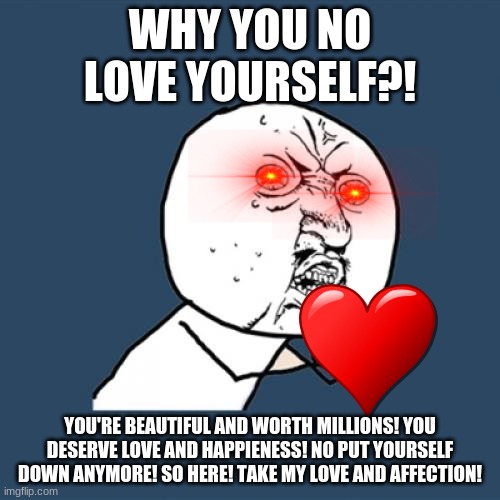 WHY YOU NO
LOVE YOURSELF?!
YOU'RE BEAUTIFUL AND WORTH MILLIONS! YOU
DESERVE LOVE AND HAPPIENESS! NO PUT YOURSELF
DOWN ANYMORE! SO HERE! TAKE MY LOVE AND AFFECTION!
imgflip.com